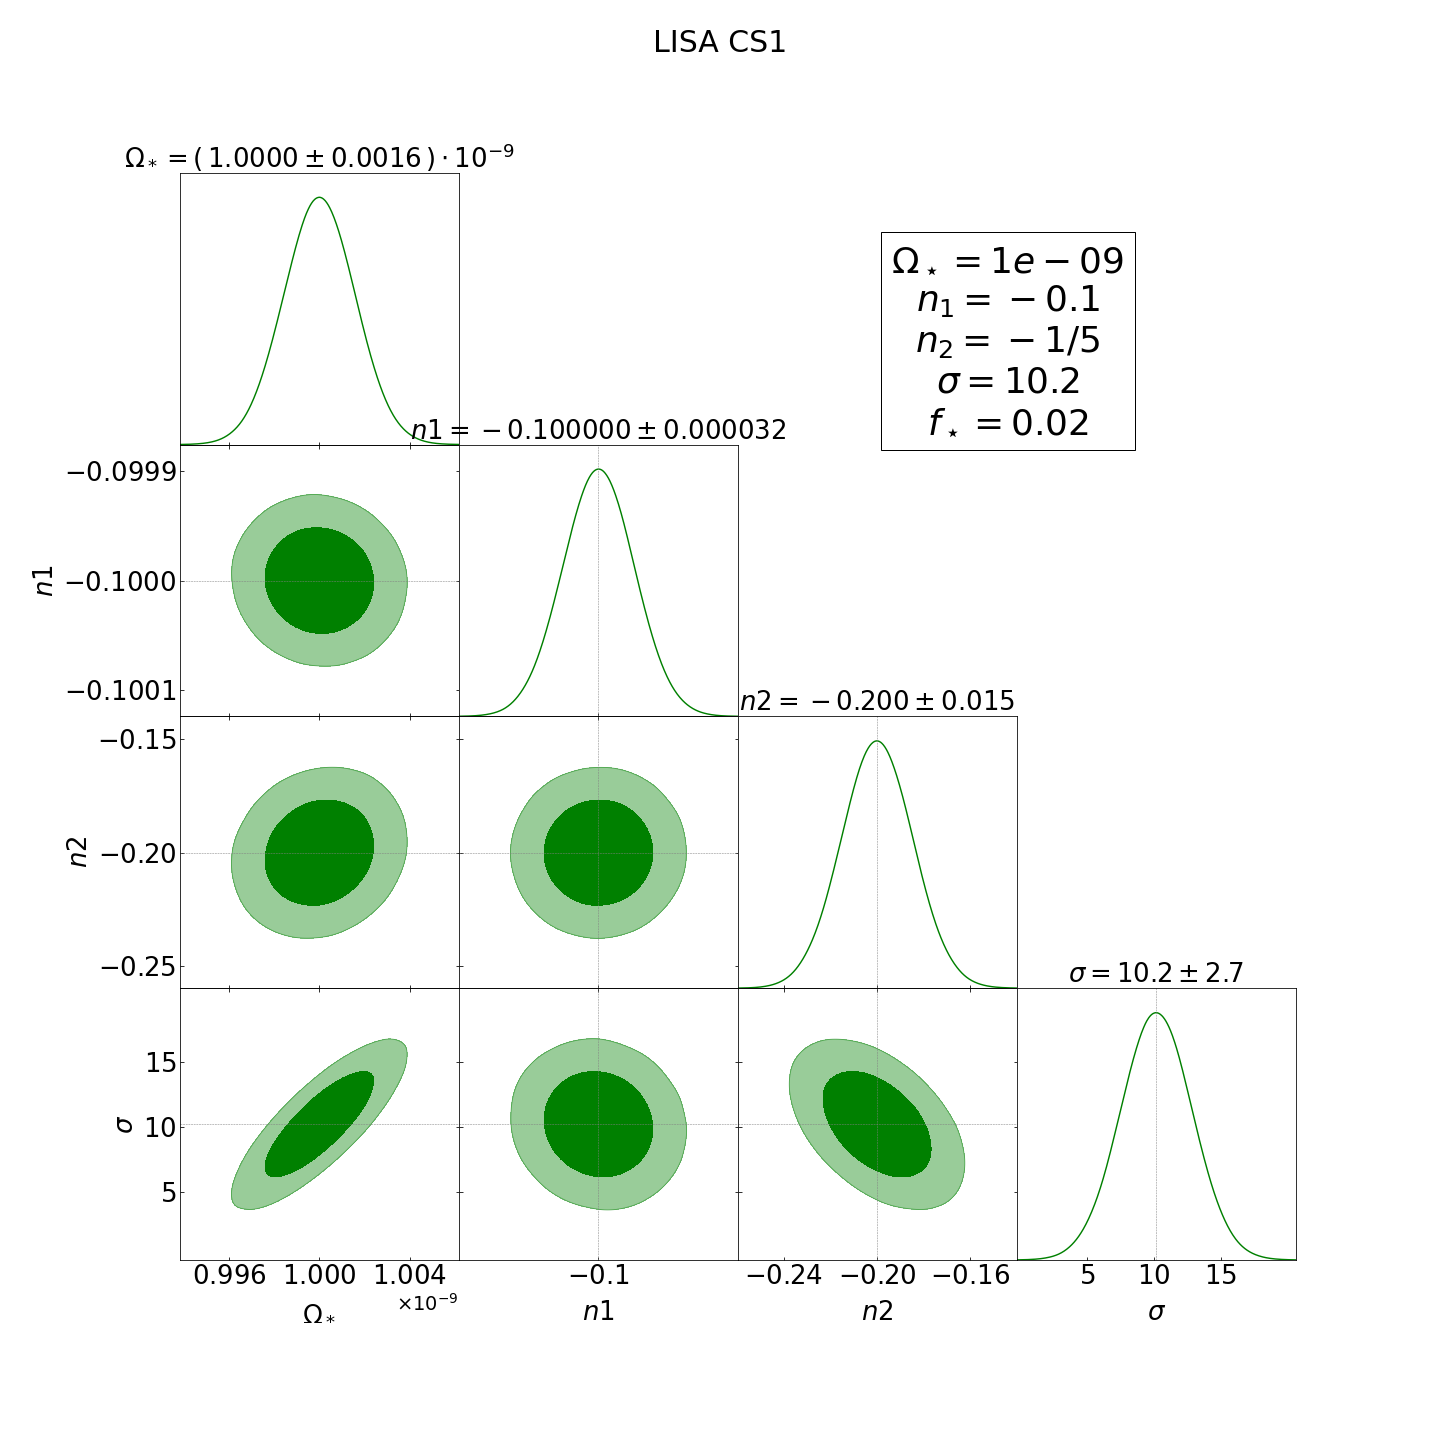 LISA CS1
Ω∗ = ( 1.0000 ± 0.0016 ) · 10⁻⁹
Ω⋆ = 1e − 09
n₁ = −0.1
n₂ = −1/5
σ = 10.2
f⋆ = 0.02
n1 = −0.100000 ± 0.000032
−0.0999
−0.1000
−0.1001
n1
n2 = −0.200 ± 0.015
−0.15
−0.20
−0.25
n2
σ = 10.2 ± 2.7
15
10
5
σ
0.996 1.000 1.004
×10⁻⁹
Ω∗
−0.1
n1
−0.24 −0.20 −0.16
n2
5 10 15
σ